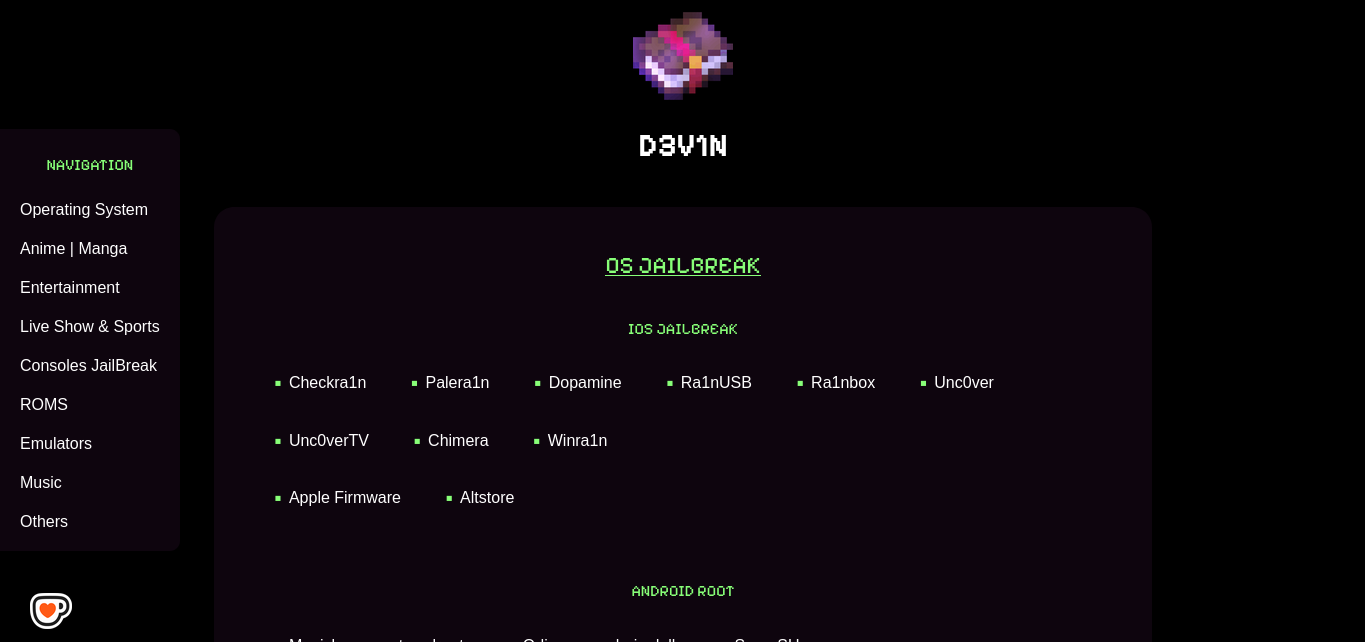 D3V1N
NAVIGATION
Operating System
Anime | Manga
Entertainment
Live Show & Sports
Consoles JailBreak
ROMS
Emulators
Music
Others
OS JAILBREAK
IOS JAILBREAK
Checkra1n Palera1n Dopamine Ra1nUSB Ra1nbox Unc0ver
Unc0verTV Chimera Winra1n
Apple Firmware Altstore
ANDROID ROOT